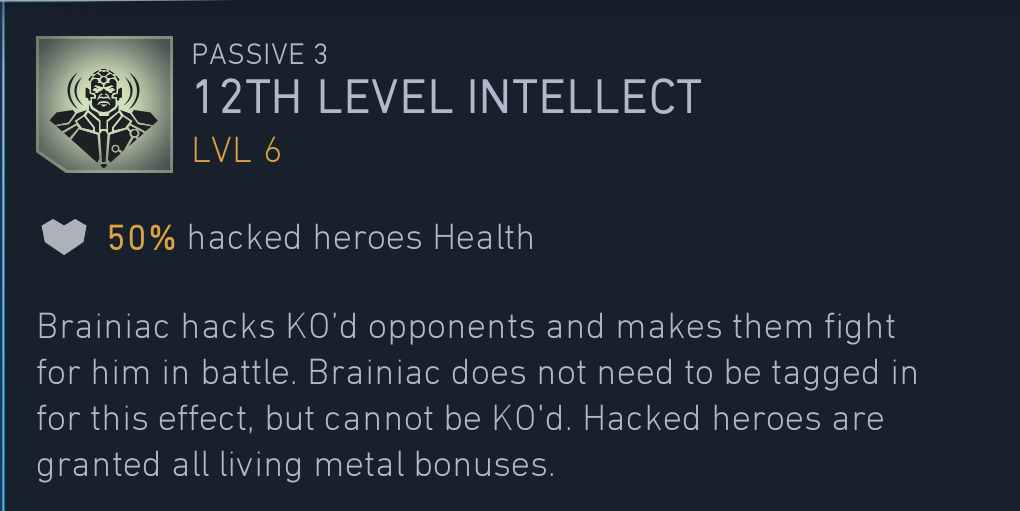 PASSIVE 3
12TH LEVEL INTELLECT
LVL 6
50% hacked heroes Health
Brainiac hacks KO'd opponents and makes them fight
for him in battle. Brainiac does not need to be tagged in
for this effect, but cannot be KO'd. Hacked heroes are
granted all living metal bonuses.